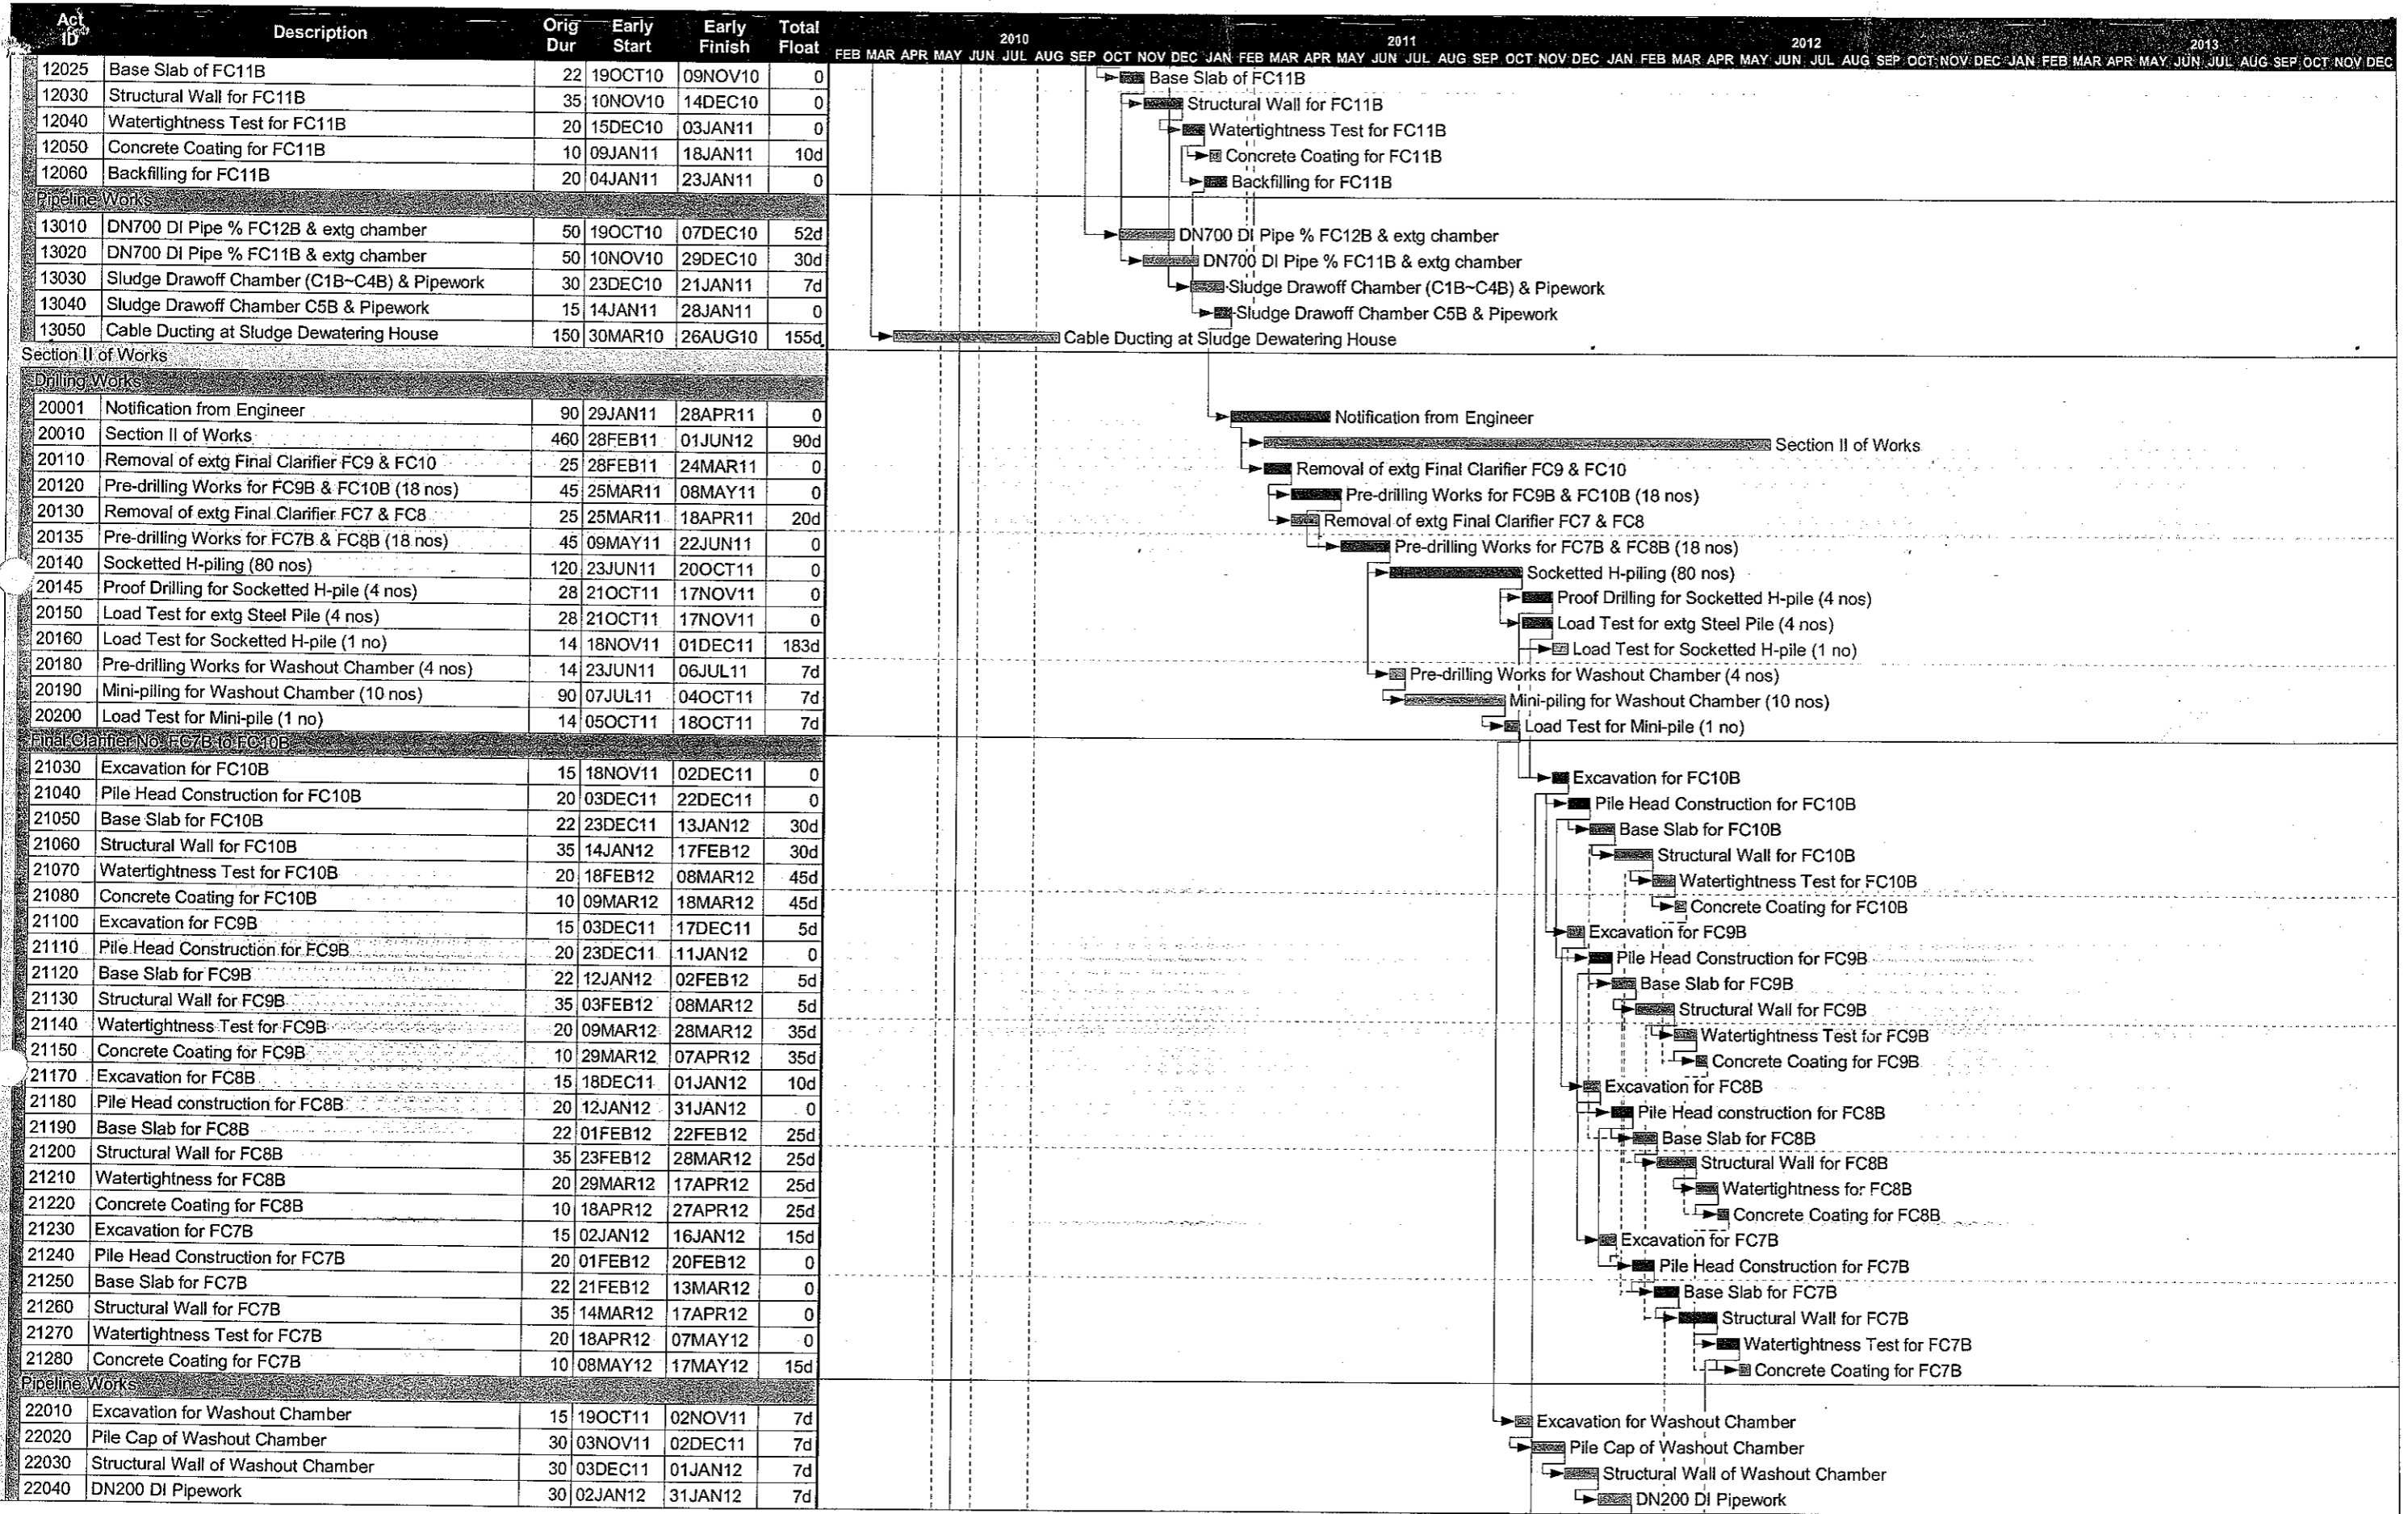 Act ID Description Orig Dur Early Start Early Finish Total Float
2010 2011 2012 2013
FEB MAR APR MAY JUN JUL AUG SEP OCT NOV DEC JAN FEB MAR APR MAY JUN JUL AUG SEP OCT NOV DEC JAN FEB MAR APR MAY JUN JUL AUG SEP OCT NOV DEC JAN FEB MAR APR MAY JUN JUL AUG SEP OCT NOV DEC
12025 Base Slab of FC11B 22 19OCT10 09NOV10 0 Base Slab of FC11B
12030 Structural Wall for FC11B 35 10NOV10 14DEC10 0 Structural Wall for FC11B
12040 Watertightness Test for FC11B 20 15DEC10 03JAN11 0 Watertightness Test for FC11B
12050 Concrete Coating for FC11B 10 09JAN11 18JAN11 10d Concrete Coating for FC11B
12060 Backfilling for FC11B 20 04JAN11 23JAN11 0 Backfilling for FC11B
Pipeline Works
13010 DN700 DI Pipe % FC12B & extg chamber 50 19OCT10 07DEC10 52d DN700 DI Pipe % FC12B & extg chamber
13020 DN700 DI Pipe % FC11B & extg chamber 50 10NOV10 29DEC10 30d DN700 DI Pipe % FC11B & extg chamber
13030 Sludge Drawoff Chamber (C1B~C4B) & Pipework 30 23DEC10 21JAN11 7d Sludge Drawoff Chamber (C1B~C4B) & Pipework
13040 Sludge Drawoff Chamber C5B & Pipework 15 14JAN11 28JAN11 0 Sludge Drawoff Chamber C5B & Pipework
13050 Cable Ducting at Sludge Dewatering House 150 30MAR10 26AUG10 155d Cable Ducting at Sludge Dewatering House
Section II of Works
Drilling Works
20001 Notification from Engineer 90 29JAN11 28APR11 0 Notification from Engineer
20010 Section II of Works 460 28FEB11 01JUN12 90d Section II of Works
20110 Removal of extg Final Clarifier FC9 & FC10 25 28FEB11 24MAR11 0 Removal of extg Final Clarifier FC9 & FC10
20120 Pre-drilling Works for FC9B & FC10B (18 nos) 45 25MAR11 08MAY11 0 Pre-drilling Works for FC9B & FC10B (18 nos)
20130 Removal of extg Final Clarifier FC7 & FC8 25 25MAR11 18APR11 20d Removal of extg Final Clarifier FC7 & FC8
20135 Pre-drilling Works for FC7B & FC8B (18 nos) 45 09MAY11 22JUN11 0 Pre-drilling Works for FC7B & FC8B (18 nos)
20140 Socketted H-piling (80 nos) 120 23JUN11 20OCT11 0 Socketted H-piling (80 nos)
20145 Proof Drilling for Socketted H-pile (4 nos) 28 21OCT11 17NOV11 0 Proof Drilling for Socketted H-pile (4 nos)
20150 Load Test for extg Steel Pile (4 nos) 28 21OCT11 17NOV11 0 Load Test for extg Steel Pile (4 nos)
20160 Load Test for Socketted H-pile (1 no) 14 18NOV11 01DEC11 183d Load Test for Socketted H-pile (1 no)
20180 Pre-drilling Works for Washout Chamber (4 nos) 14 23JUN11 06JUL11 7d Pre-drilling Works for Washout Chamber (4 nos)
20190 Mini-piling for Washout Chamber (10 nos) 90 07JUL11 04OCT11 7d Mini-piling for Washout Chamber (10 nos)
20200 Load Test for Mini-pile (1 no) 14 05OCT11 18OCT11 7d Load Test for Mini-pile (1 no)
Final Clarifier No. FC7B to FC10B
21030 Excavation for FC10B 15 18NOV11 02DEC11 0 Excavation for FC10B
21040 Pile Head Construction for FC10B 20 03DEC11 22DEC11 0 Pile Head Construction for FC10B
21050 Base Slab for FC10B 22 23DEC11 13JAN12 30d Base Slab for FC10B
21060 Structural Wall for FC10B 35 14JAN12 17FEB12 30d Structural Wall for FC10B
21070 Watertightness Test for FC10B 20 18FEB12 08MAR12 45d Watertightness Test for FC10B
21080 Concrete Coating for FC10B 10 09MAR12 18MAR12 45d Concrete Coating for FC10B
21100 Excavation for FC9B 15 03DEC11 17DEC11 5d Excavation for FC9B
21110 Pile Head Construction for FC9B 20 23DEC11 11JAN12 0 Pile Head Construction for FC9B
21120 Base Slab for FC9B 22 12JAN12 02FEB12 5d Base Slab for FC9B
21130 Structural Wall for FC9B 35 03FEB12 08MAR12 5d Structural Wall for FC9B
21140 Watertightness Test for FC9B 20 09MAR12 28MAR12 35d Watertightness Test for FC9B
21150 Concrete Coating for FC9B 10 29MAR12 07APR12 35d Concrete Coating for FC9B
21170 Excavation for FC8B 15 18DEC11 01JAN12 10d Excavation for FC8B
21180 Pile Head construction for FC8B 20 12JAN12 31JAN12 0 Pile Head construction for FC8B
21190 Base Slab for FC8B 22 01FEB12 22FEB12 25d Base Slab for FC8B
21200 Structural Wall for FC8B 35 23FEB12 28MAR12 25d Structural Wall for FC8B
21210 Watertightness for FC8B 20 29MAR12 17APR12 25d Watertightness for FC8B
21220 Concrete Coating for FC8B 10 18APR12 27APR12 25d Concrete Coating for FC8B
21230 Excavation for FC7B 15 02JAN12 16JAN12 15d Excavation for FC7B
21240 Pile Head Construction for FC7B 20 01FEB12 20FEB12 0 Pile Head Construction for FC7B
21250 Base Slab for FC7B 22 21FEB12 13MAR12 0 Base Slab for FC7B
21260 Structural Wall for FC7B 35 14MAR12 17APR12 0 Structural Wall for FC7B
21270 Watertightness Test for FC7B 20 18APR12 07MAY12 0 Watertightness Test for FC7B
21280 Concrete Coating for FC7B 10 08MAY12 17MAY12 15d Concrete Coating for FC7B
Pipeline Works
22010 Excavation for Washout Chamber 15 19OCT11 02NOV11 7d Excavation for Washout Chamber
22020 Pile Cap of Washout Chamber 30 03NOV11 02DEC11 7d Pile Cap of Washout Chamber
22030 Structural Wall of Washout Chamber 30 03DEC11 01JAN12 7d Structural Wall of Washout Chamber
22040 DN200 DI Pipework 30 02JAN12 31JAN12 7d DN200 DI Pipework